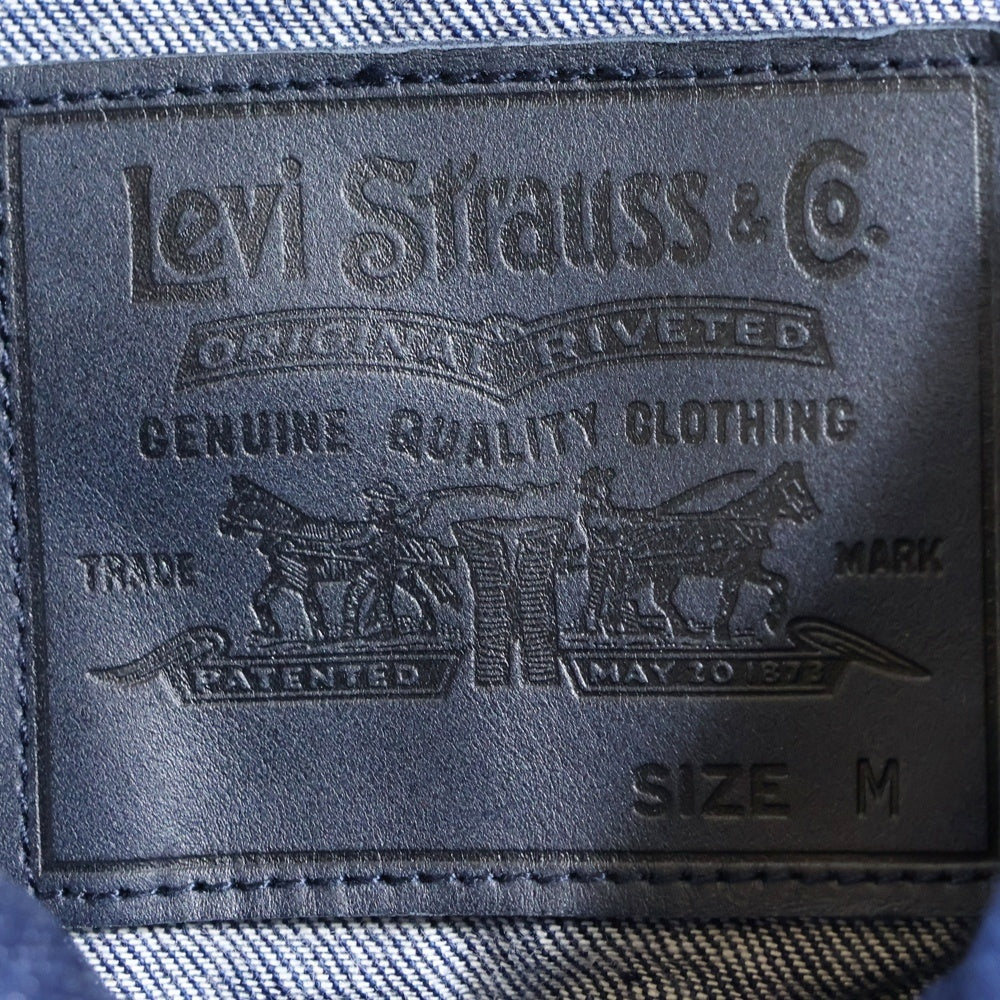 Levi Strauss & Co.
ORIGINAL RIVETED
GENUINE QUALITY CLOTHING
TRADE MARK
PATENTED MAY 20 1873
SIZE M